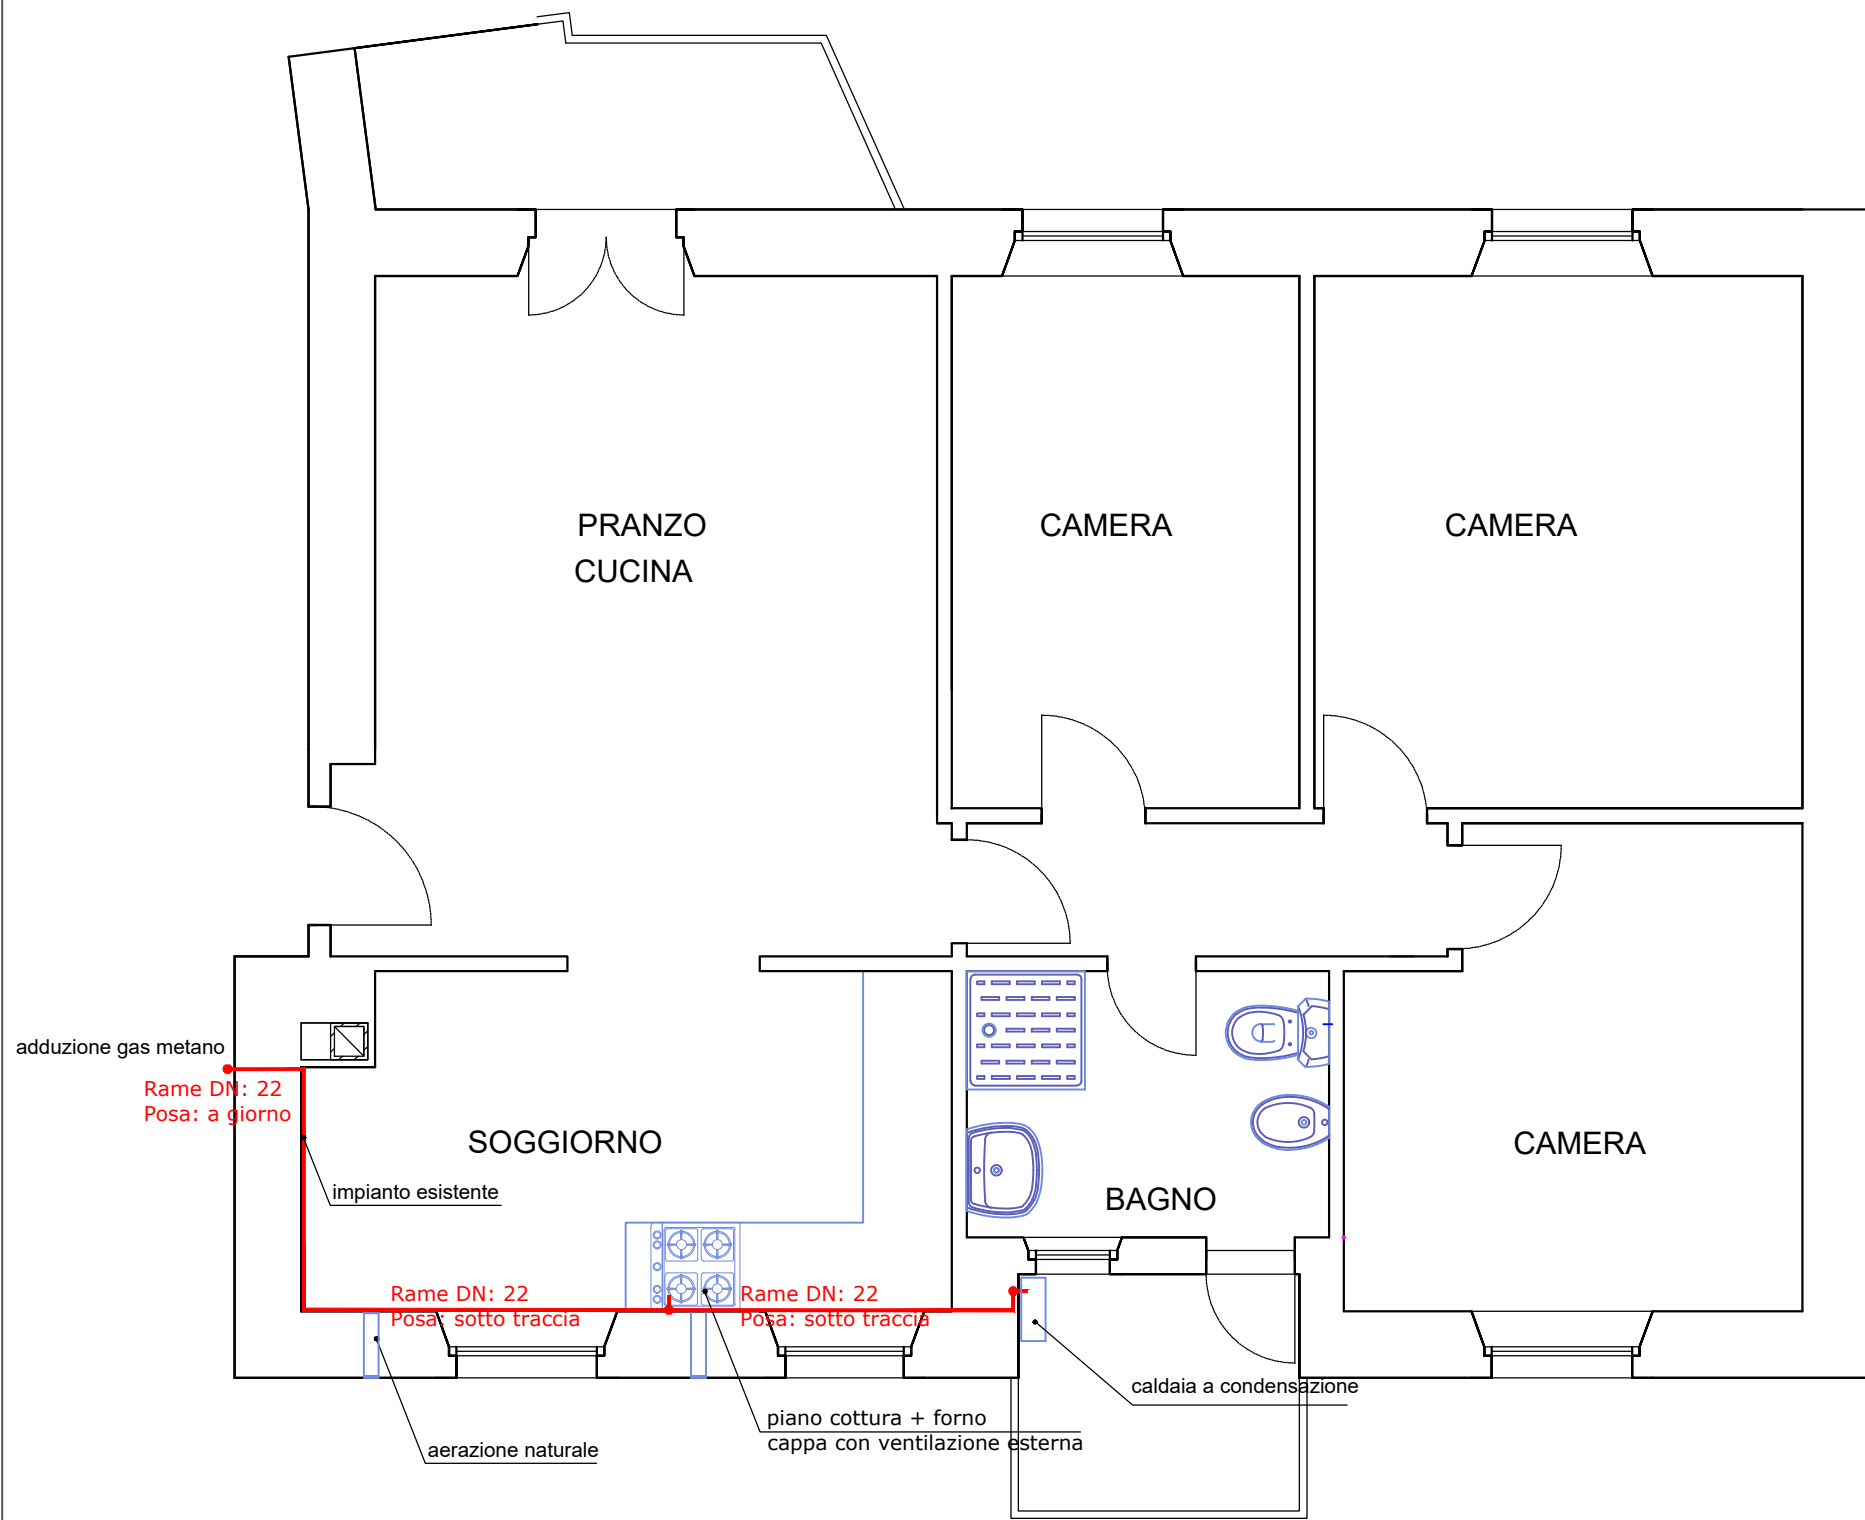 PRANZO
CUCINA
CAMERA
CAMERA
adduzione gas metano
Rame DN: 22
Posa: a giorno
SOGGIORNO
impianto esistente
BAGNO
CAMERA
Rame DN: 22
Posa: sotto traccia
Rame DN: 22
Posa: sotto traccia
caldaia a condensazione
piano cottura + forno
cappa con ventilazione esterna
aerazione naturale